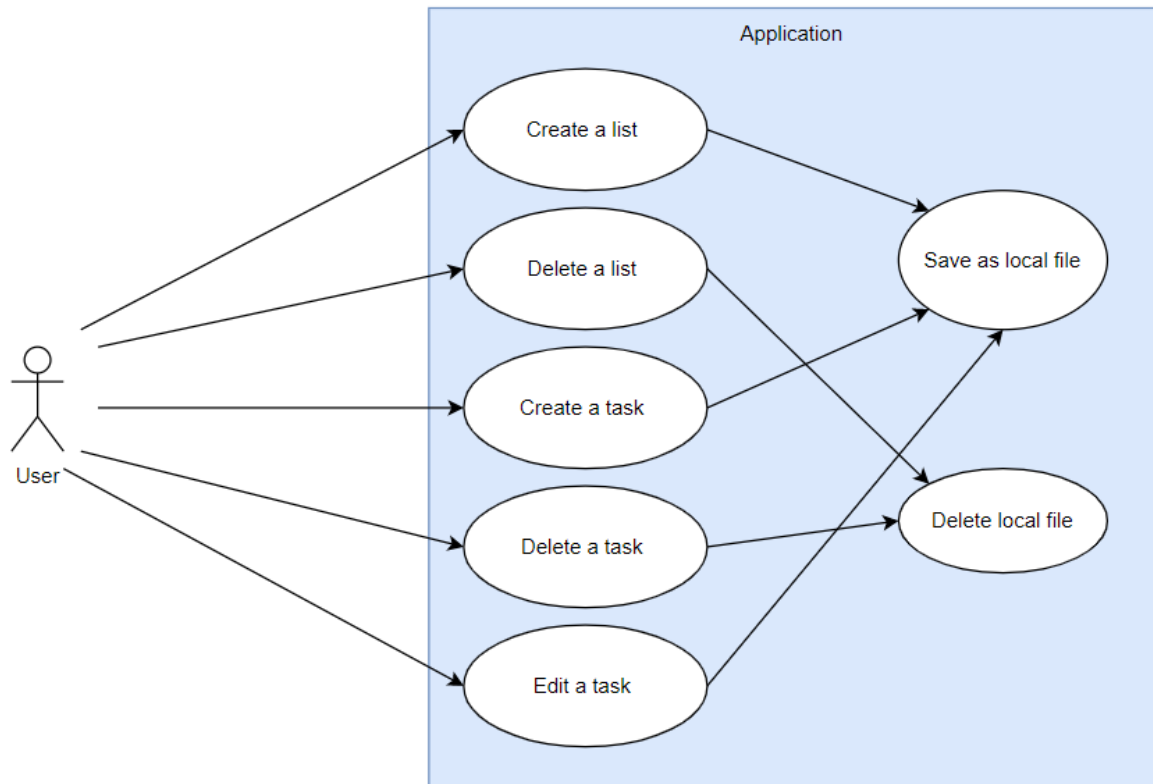 Application
Create a list
Delete a list
Save as local file
Create a task
User
Delete a task
Delete local file
Edit a task